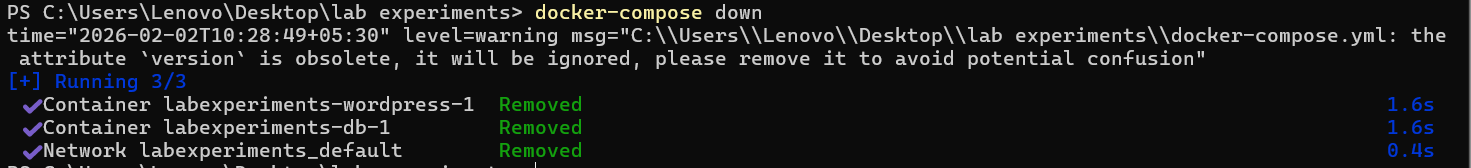 PS C:\Users\Lenovo\Desktop\lab experiments> docker-compose down
time="2026-02-02T10:28:49+05:30" level=warning msg="C:\\Users\\Lenovo\\Desktop\\lab experiments\\docker-compose.yml: the
attribute `version` is obsolete, it will be ignored, please remove it to avoid potential confusion"
[+] Running 3/3
✔Container labexperiments-wordpress-1 Removed 1.6s
✔Container labexperiments-db-1 Removed 1.6s
✔Network labexperiments_default Removed 0.4s